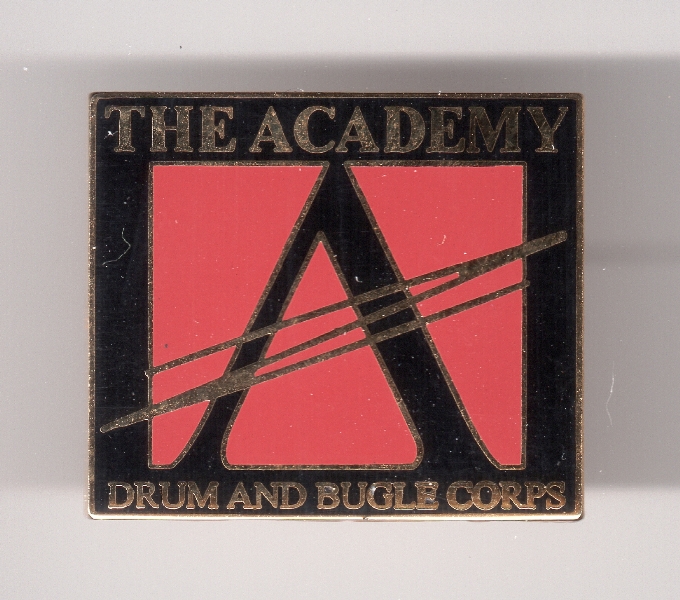 THE ACADEMY
A
DRUM AND BUGLE CORPS